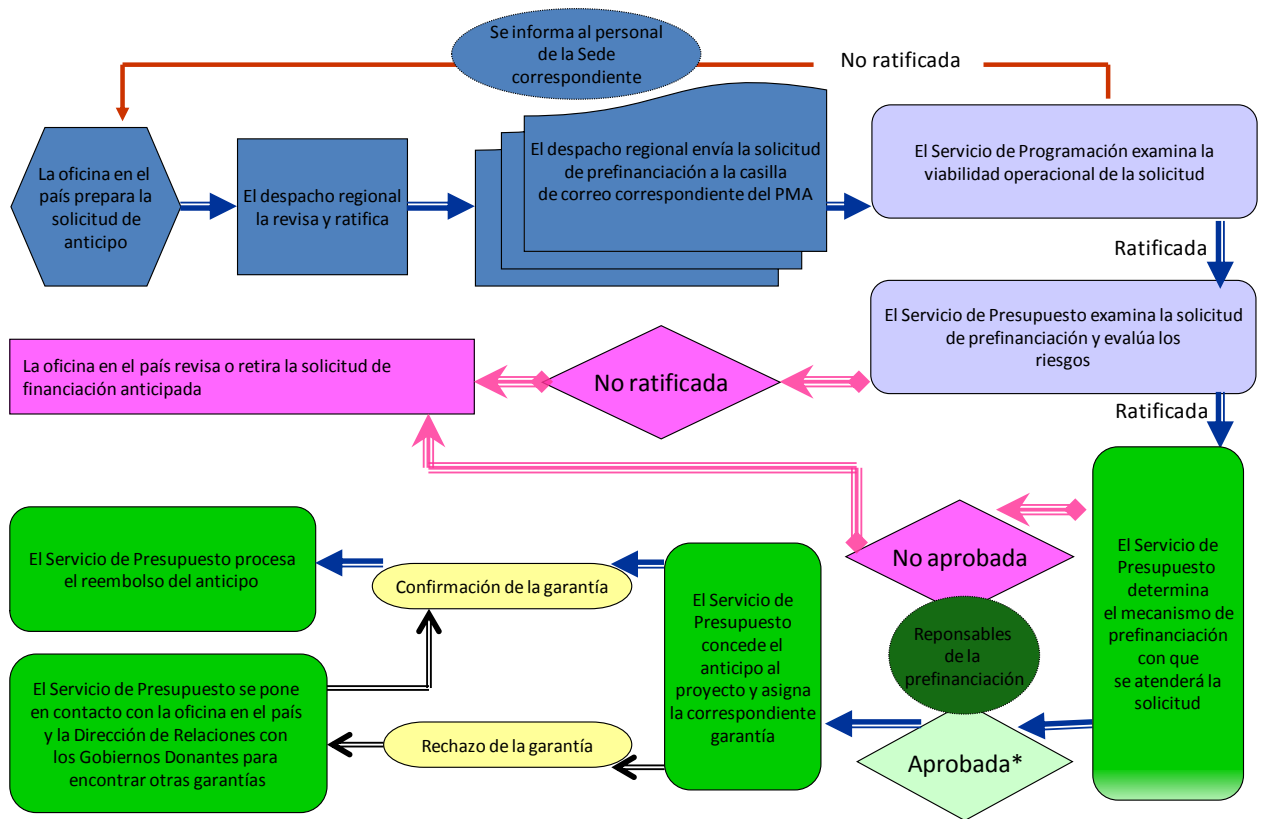 Se informa al personal
de la Sede
correspondiente
No ratificada
La oficina en el
país prepara la
solicitud de
anticipo
El despacho regional
la revisa y ratifica
El despacho regional envía la solicitud
de prefinanciación a la casilla
de correo correspondiente del PMA
El Servicio de Programación examina la
viabilidad operacional de la solicitud
Ratificada
El Servicio de Presupuesto examina la solicitud
de prefinanciación y evalúa los
riesgos
No ratificada
La oficina en el país revisa o retira la solicitud de
financiación anticipada
Ratificada
El Servicio de
Presupuesto
determina
el mecanismo de
prefinanciación
con que
se atenderá la
solicitud
No aprobada
Reponsables
de la
prefinanciación
Aprobada*
El Servicio de
Presupuesto
concede el
anticipo al
proyecto y asigna
la correspondiente
garantía
Confirmación de la garantía
El Servicio de Presupuesto procesa
el reembolso del anticipo
Rechazo de la garantía
El Servicio de Presupuesto se pone
en contacto con la oficina en el país
y la Dirección de Relaciones con
los Gobiernos Donantes para
encontrar otras garantías